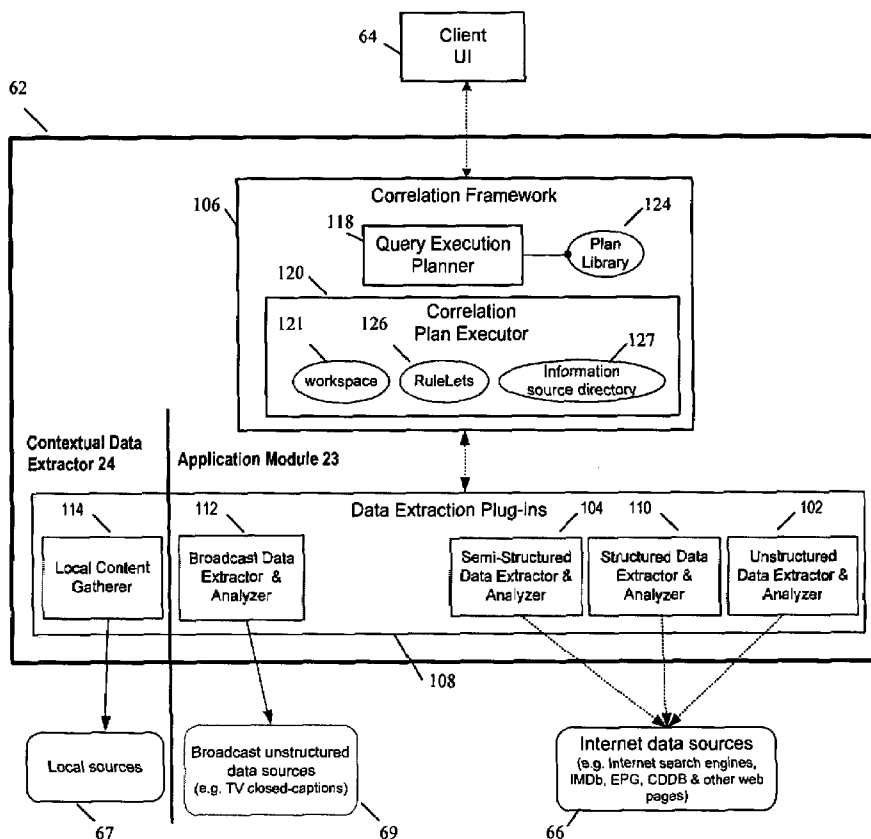 64
Client
UI
62
106
Correlation Framework
118
Query Execution
Planner
124
Plan
Library
120
Correlation
Plan Executor
121
126
127
workspace
RuleLets
Information
source directory
Contextual Data
Extractor 24
Application Module 23
Data Extraction Plug-ins
114
112
104
110
102
Local Content
Gatherer
Broadcast Data
Extractor &
Analyzer
Semi-Structured
Data Extractor &
Analyzer
Structured Data
Extractor &
Analyzer
Unstructured
Data Extractor &
Analyzer
108
Local sources
67
Broadcast unstructured
data sources
(e.g. TV closed-captions)
69
Internet data sources
(e.g. Internet search engines,
IMDb, EPG, CDDB & other web
pages)
66